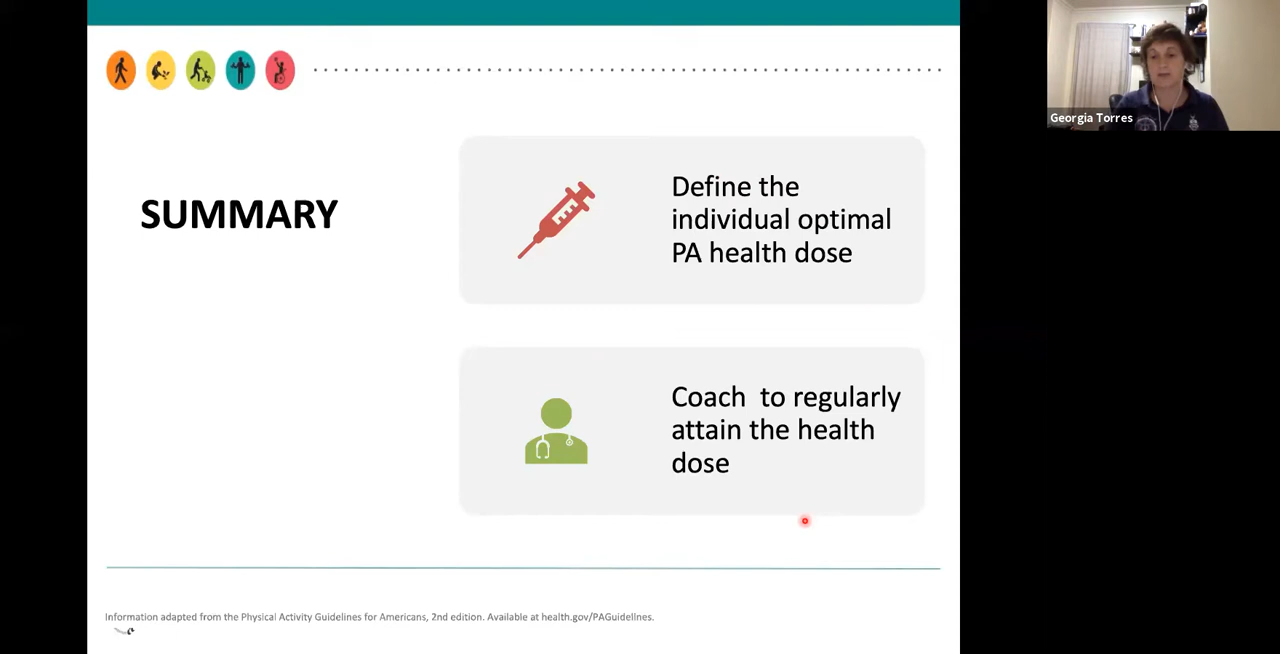 Georgia Torres
SUMMARY
Define the
individual optimal
PA health dose
Coach to regularly
attain the health
dose
Information adapted from the Physical Activity Guidelines for Americans, 2nd edition. Available at health.gov/PAGuidelines.